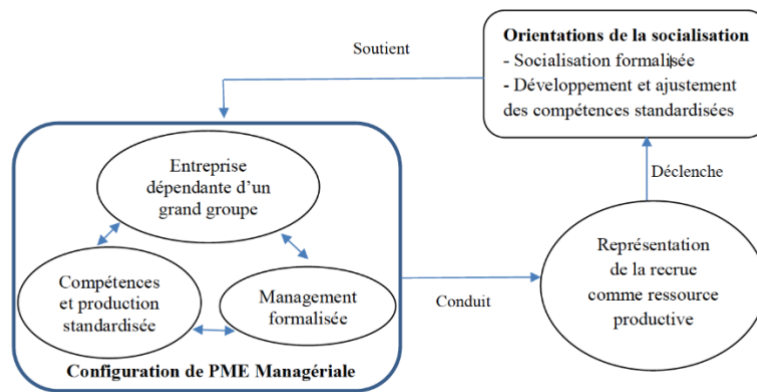 Soutient
Orientations de la socialisation
- Socialisation formalisée
- Développement et ajustement
des compétences standardisées
Entreprise
dépendante d'un
grand groupe
Déclenche
Compétences
et production
standardisée
Management
formalisée
Conduit
Représentation
de la recrue
comme ressource
productive
Configuration de PME Managériale